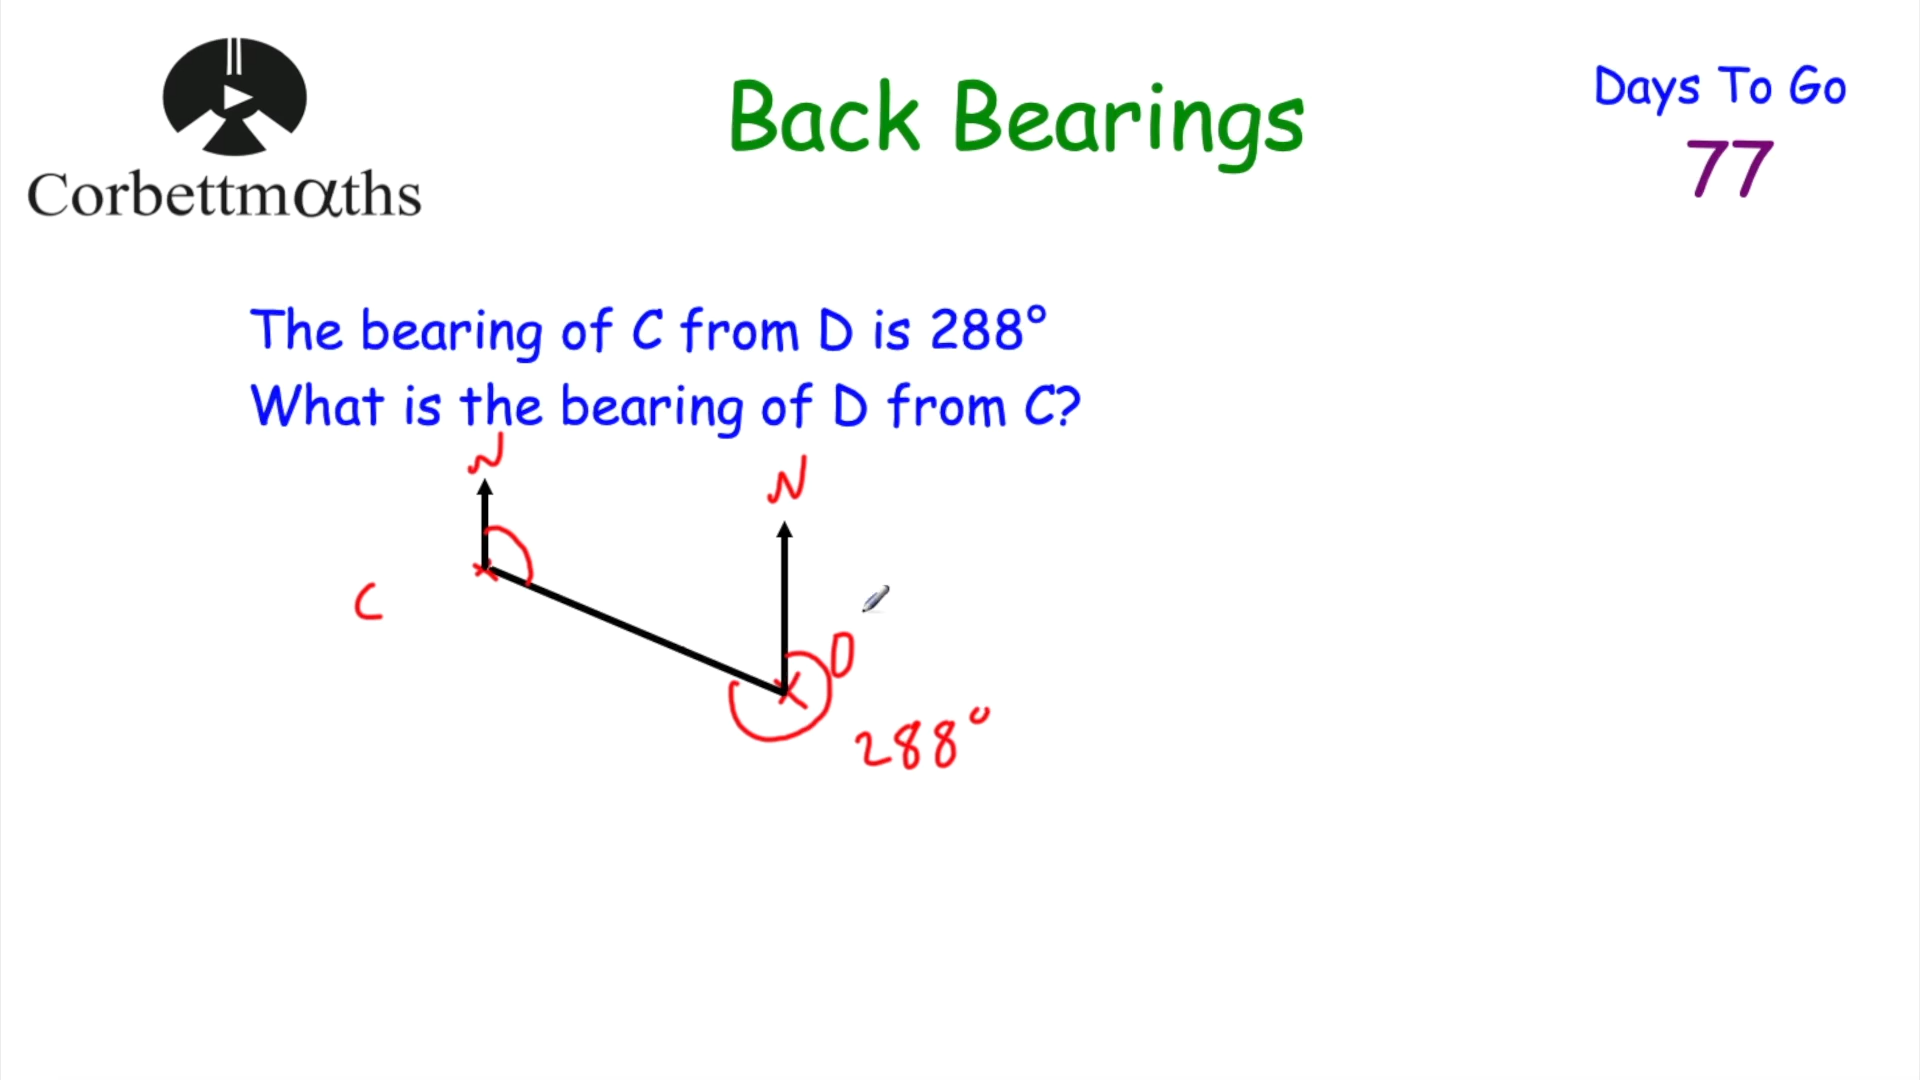 Corbettmαths
Back Bearings
Days To Go
77
The bearing of C from D is 288°
What is the bearing of D from C?
N
N
C
D
288°